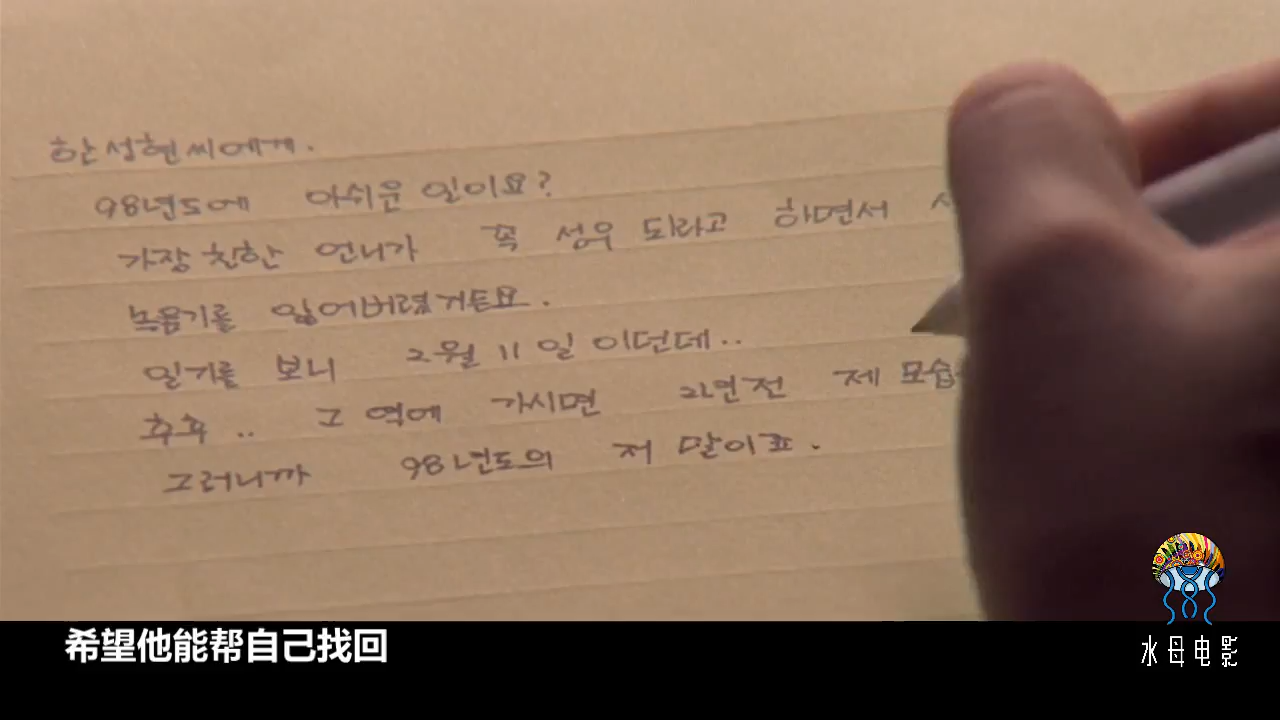 한성현씨에게.
98년도에 아쉬운 일이요?
가장 친한 언니가 꼭 성우 되라고 하면서
녹음기를 잃어버렸거든요.
일기를 보니 2월 11일 이던데..
후후.. 그 역에 가시면 2년전 제 모습
그러니까 98년도의 저 말이죠.
希望他能帮自己找回
水母电影